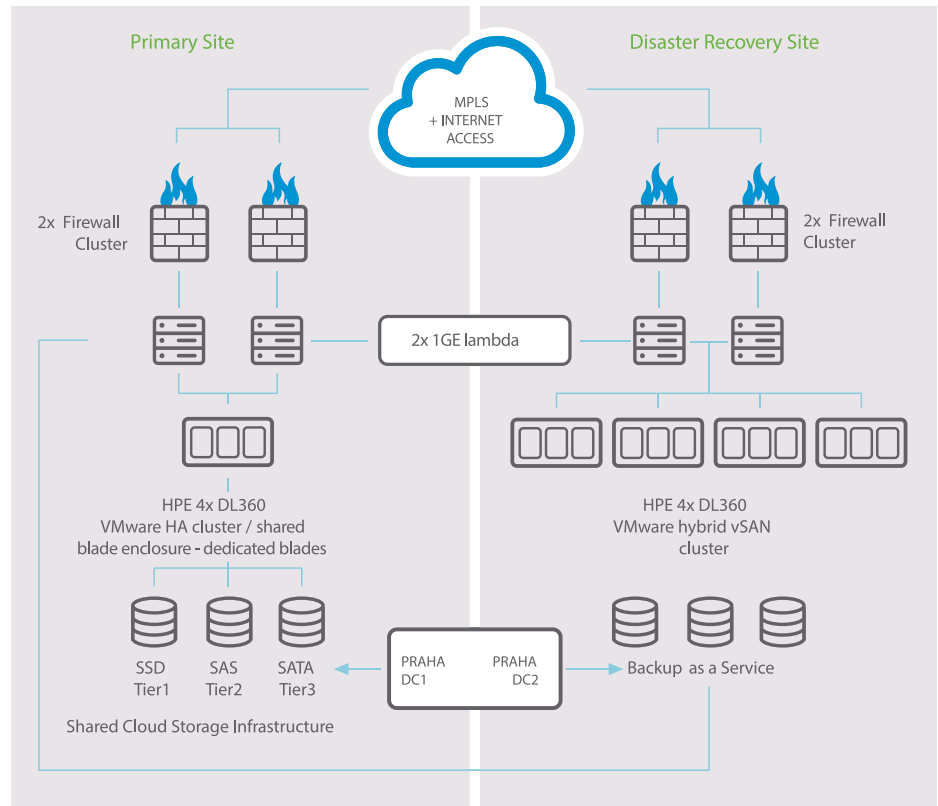 Primary Site
Disaster Recovery Site
MPLS
+ INTERNET
ACCESS
2x Firewall
Cluster
2x Firewall
Cluster
2x 1GE lambda
HPE 4x DL360
VMware HA cluster / shared
blade enclosure - dedicated blades
HPE 4x DL360
VMware hybrid vSAN
cluster
SSD
Tier1
SAS
Tier2
SATA
Tier3
PRAHA
DC1
PRAHA
DC2
Backup as a Service
Shared Cloud Storage Infrastructure